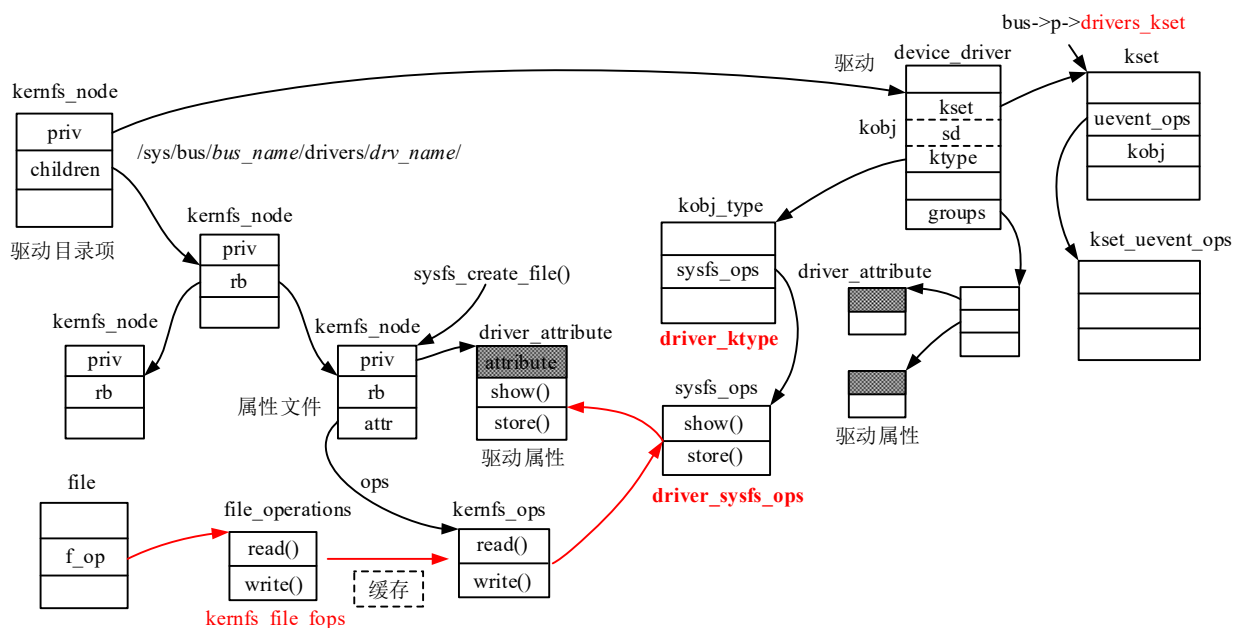 bus->p->drivers_kset
device_driver
kset
驱动
kernfs_node
priv
children
驱动目录项
/sys/bus/bus_name/drivers/drv_name/
kobj
kset
sd
ktype
groups
uevent_ops
kobj
kset_uevent_ops
kernfs_node
priv
rb
kobj_type
sysfs_ops
driver_ktype
driver_attribute
驱动属性
sysfs_create_file()
kernfs_node
priv
rb
kernfs_node
priv
rb
attr
属性文件
driver_attribute
attribute
show()
store()
驱动属性
sysfs_ops
show()
store()
driver_sysfs_ops
ops
file
f_op
file_operations
read()
write()
kernfs_file_fops
缓存
kernfs_ops
read()
write()